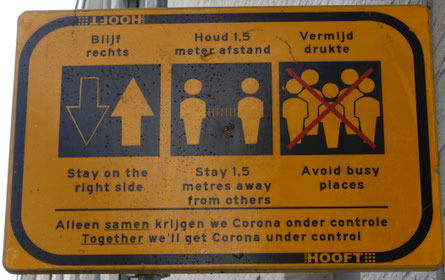 HOOFT
Blijf
rechts
Houd 1,5
meter afstand
Vermijd
drukte
Stay on the
right side
Stay 1,5
metres away
from others
Avoid busy
places
Alleen samen krijgen we Corona onder controle
Together we'll get Corona under control
HOOFT